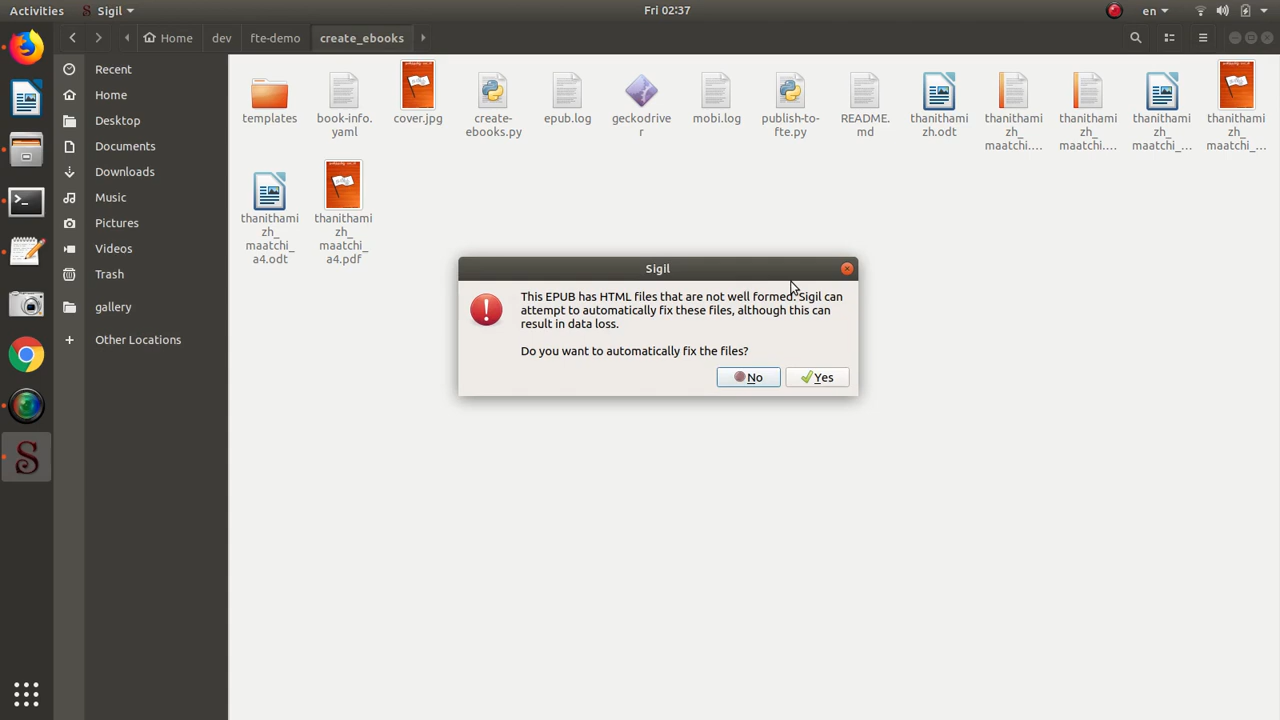 Activities
Sigil
Fri 02:37
en
Home
dev
fte-demo
create_ebooks
Recent
Home
Desktop
Documents
Downloads
Music
Pictures
Videos
Trash
gallery
Other Locations
templates
book-info.
yaml
cover.jpg
create-
ebooks.py
epub.log
geckodrive
r
mobi.log
publish-to-
fte.py
README.
md
thanithami
zh.odt
thanithami
zh_
maatchi....
thanithami
zh_
maatchi....
thanithami
zh_
maatchi_...
thanithami
zh_
maatchi_...
thanithami
zh_
maatchi_
a4.odt
thanithami
zh_
maatchi_
a4.pdf
Sigil
This EPUB has HTML files that are not well formed. Sigil can
attempt to automatically fix these files, although this can
result in data loss.
Do you want to automatically fix the files?
No
Yes